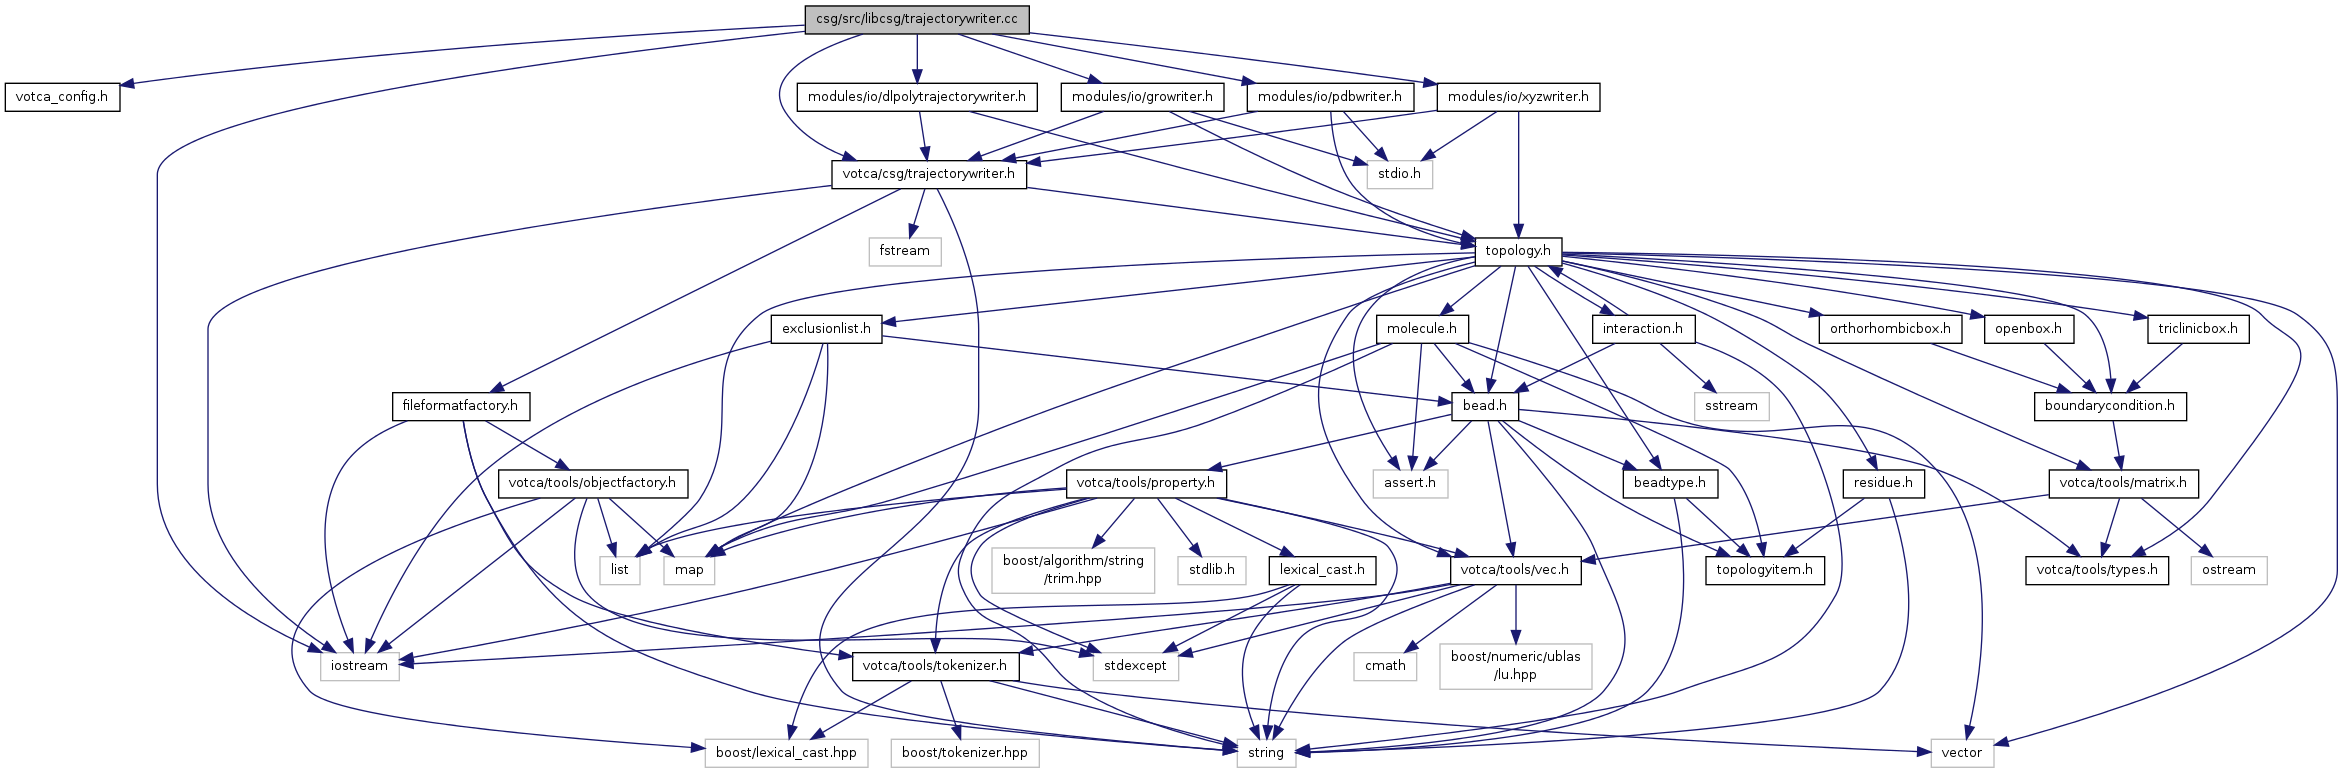 csg/src/libcsg/trajectorywriter.cc
votca_config.h
modules/io/dlpolytrajectorywriter.h
modules/io/growriter.h
modules/io/pdbwriter.h
modules/io/xyzwriter.h
votca/csg/trajectorywriter.h
stdio.h
fstream
topology.h
exclusionlist.h
molecule.h
interaction.h
orthorhombicbox.h
openbox.h
triclinicbox.h
fileformatfactory.h
bead.h
sstream
boundarycondition.h
votca/tools/objectfactory.h
votca/tools/property.h
assert.h
beadtype.h
residue.h
votca/tools/matrix.h
list
map
boost/algorithm/string
/trim.hpp
stdlib.h
lexical_cast.h
votca/tools/vec.h
topologyitem.h
votca/tools/types.h
ostream
iostream
votca/tools/tokenizer.h
stdexcept
cmath
boost/numeric/ublas
/lu.hpp
boost/lexical_cast.hpp
boost/tokenizer.hpp
string
vector